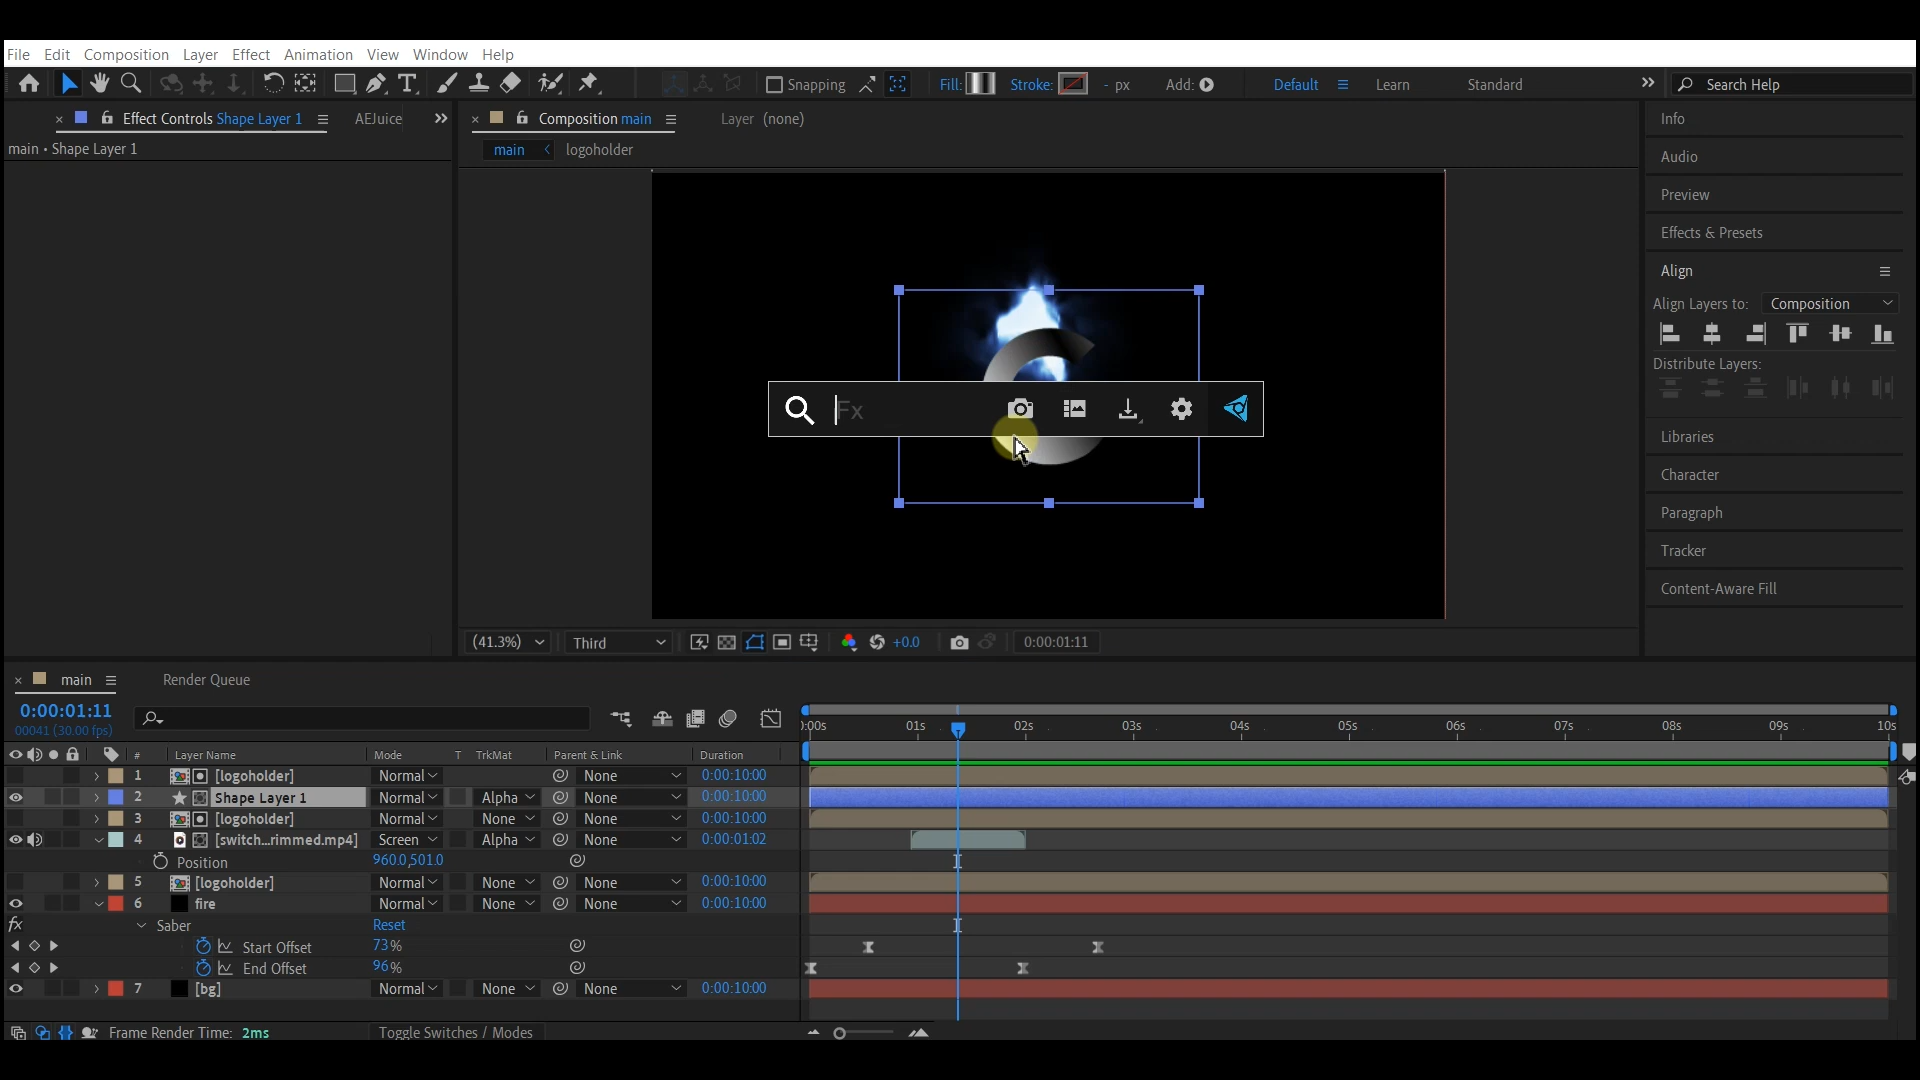 File Edit Composition Layer Effect Animation View Window Help
Snapping Fill: Stroke: - px Add: Default Learn Standard Search Help
Effect Controls Shape Layer 1 AEJuice Composition main Layer (none) Info
main • Shape Layer 1 main logoholder
Audio
Preview
Effects & Presets
Align
Align Layers to: Composition
Distribute Layers:
Fx
Libraries
Character
Paragraph
Tracker
Content-Aware Fill
(41.3%) Third +0.0 0:00:01:11
main Render Queue
0:00:01:11
00041 (30.00 fps)
:00s 01s 02s 03s 04s 05s 06s 07s 08s 09s 10s
# Layer Name Mode T TrkMat Parent & Link Duration
1 [logoholder] Normal None 0:00:10:00
2 Shape Layer 1 Normal Alpha None 0:00:10:00
3 [logoholder] Normal None None 0:00:10:00
4 [switch...rimmed.mp4] Screen Alpha None 0:00:01:02
Position 960.0,501.0
5 [logoholder] Normal None None 0:00:10:00
6 fire Normal None None 0:00:10:00
fx Saber Reset
Start Offset 73%
End Offset 96%
7 [bg] Normal None None 0:00:10:00
Frame Render Time: 2ms Toggle Switches / Modes